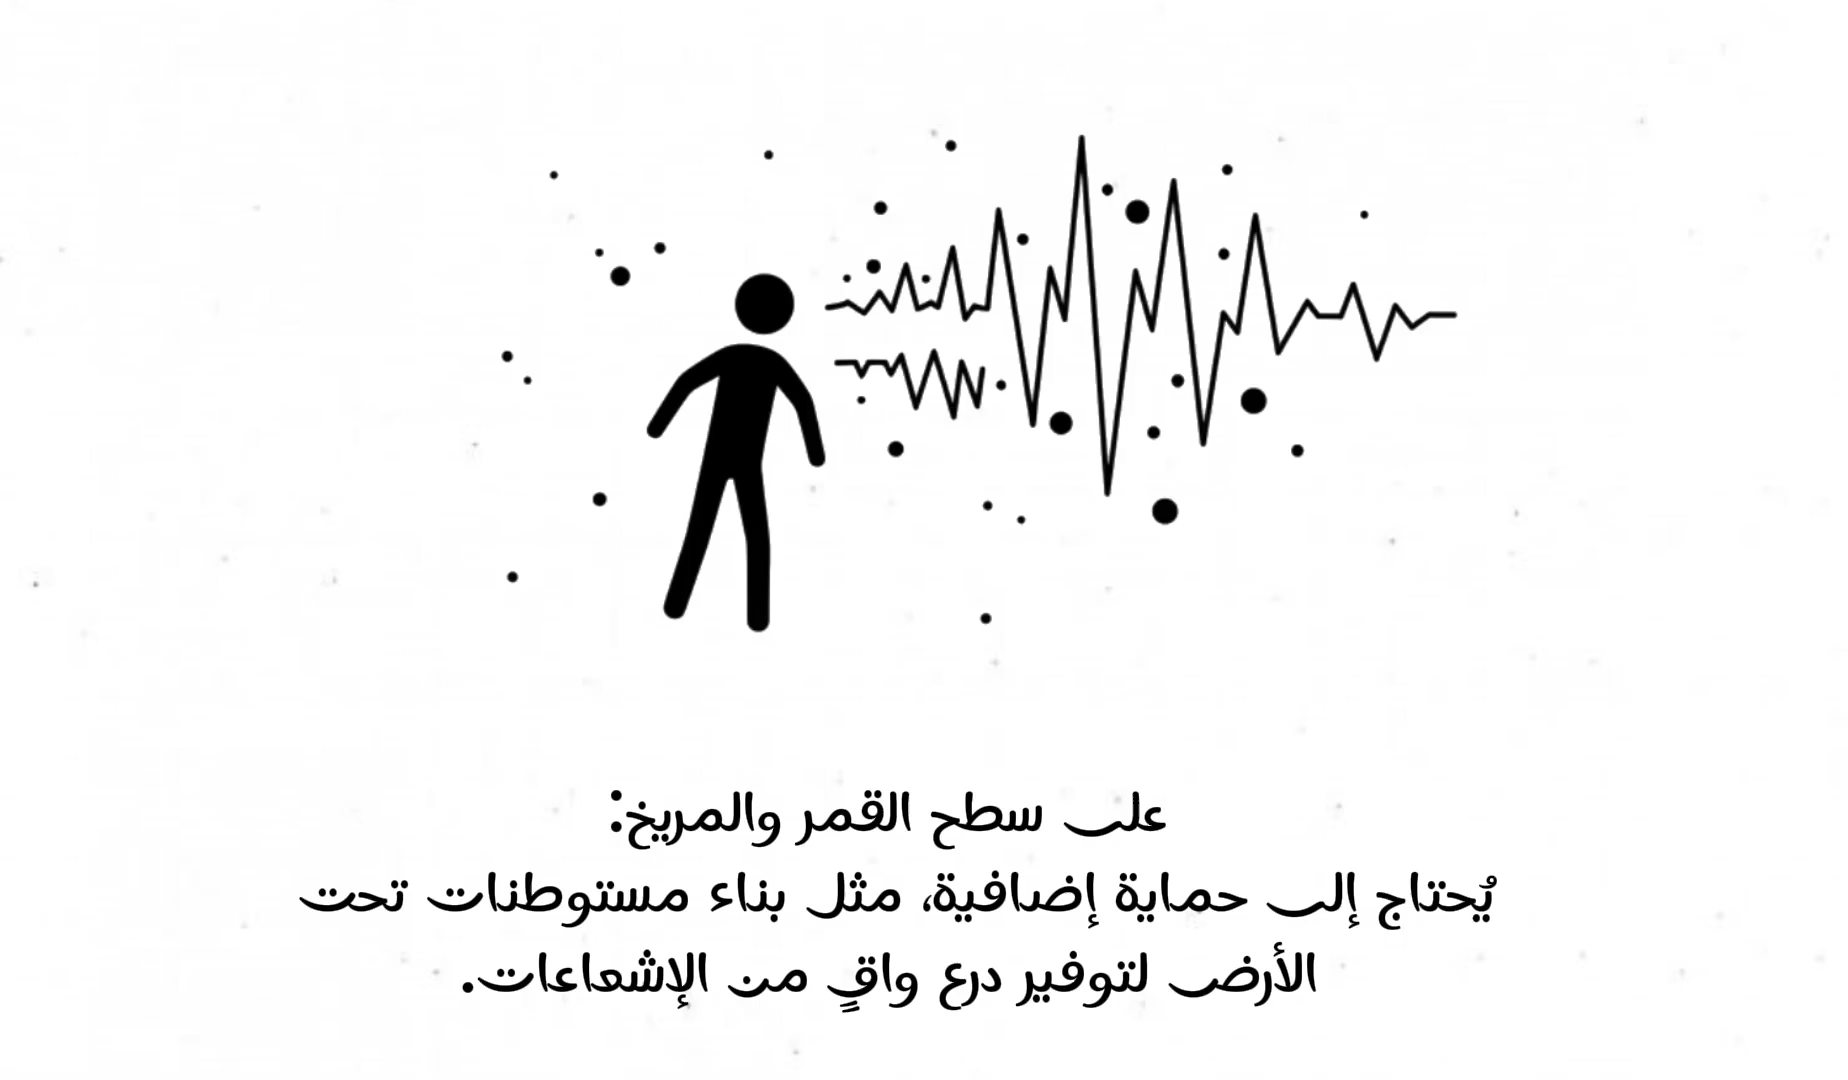 على سطح القمر والمريخ:
يُحتاج إلى حماية إضافية، مثل بناء مستوطنات تحت
الأرض لتوفير درع واقٍ من الإشعاعات.